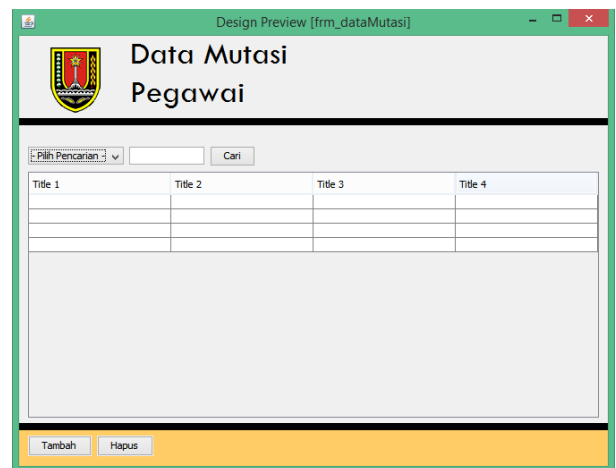 Design Preview [frm_dataMutasi]
Data Mutasi
Pegawai
- Pilih Pencarian -
Cari
Title 1 Title 2 Title 3 Title 4
Tambah Hapus